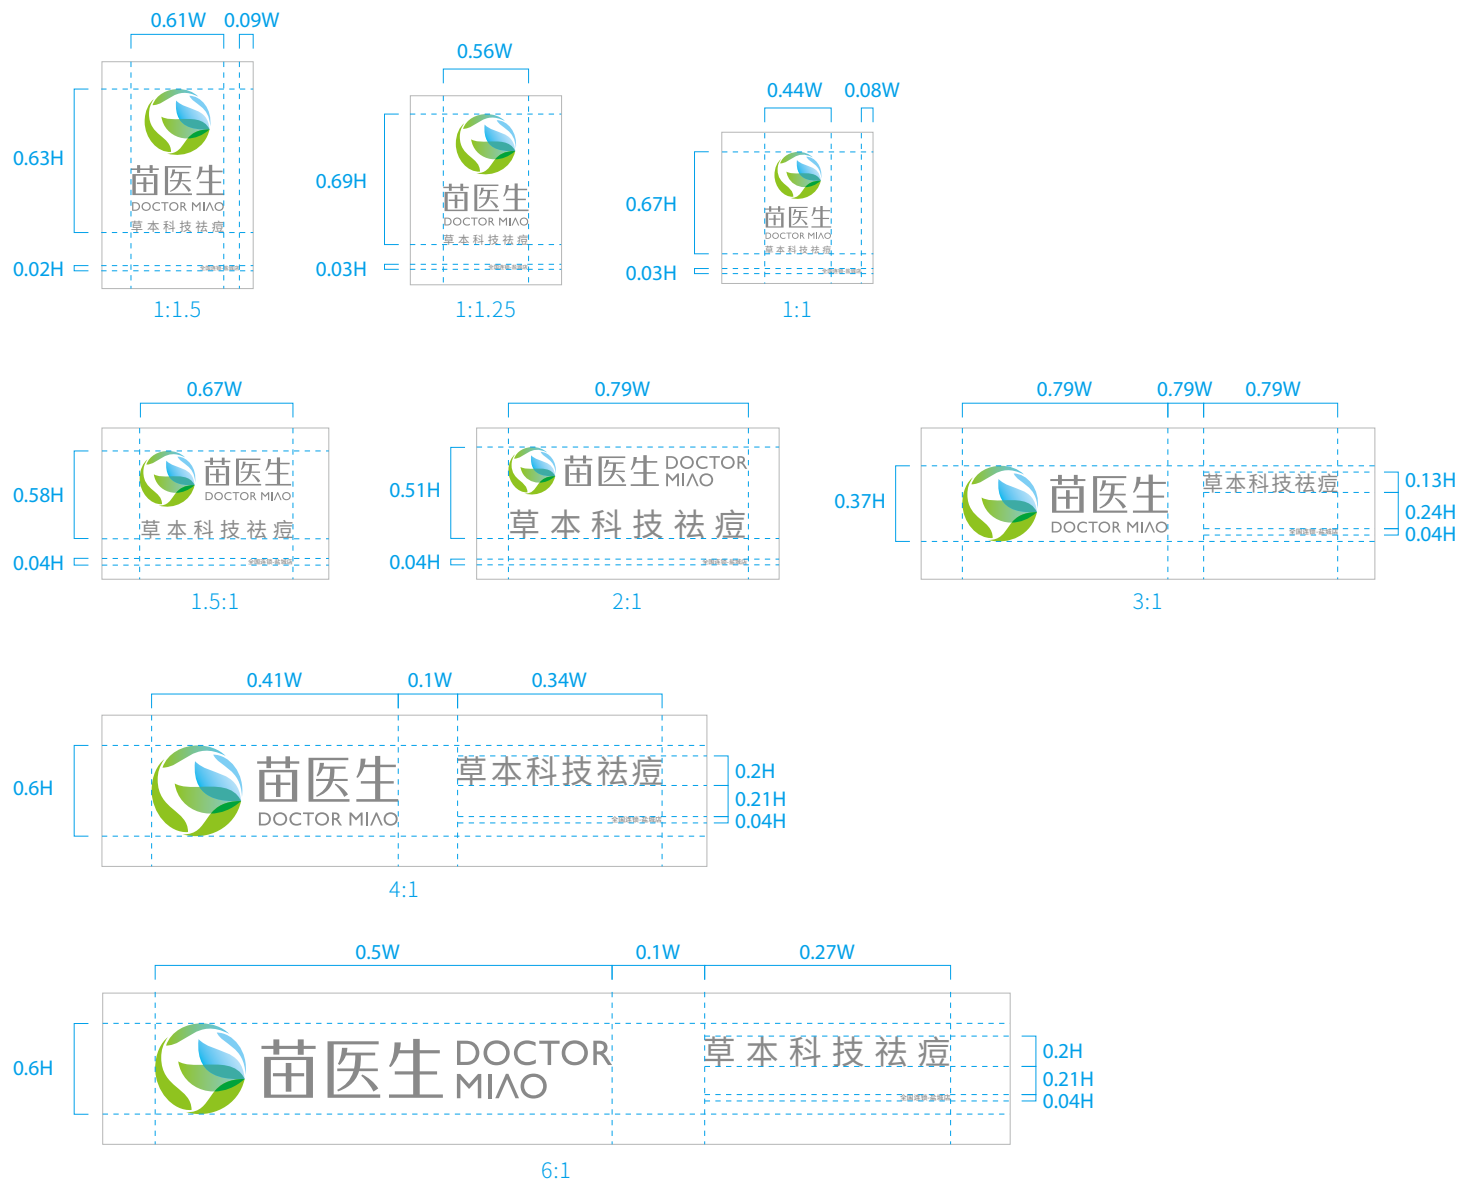 0.61W 0.09W
0.63H
苗医生
DOCTOR MIAO
草本科技祛痘
0.02H
1:1.5
0.56W
0.69H
苗医生
DOCTOR MIAO
草本科技祛痘
0.03H
1:1.25
0.44W 0.08W
0.67H
苗医生
DOCTOR MIAO
草本科技祛痘
0.03H
1:1
0.67W
0.58H
苗医生
DOCTOR MIAO
草本科技祛痘
0.04H
1.5:1
0.79W
0.51H
苗医生 DOCTOR
MIAO
草本科技祛痘
0.04H
2:1
0.79W 0.79W 0.79W
0.37H
苗医生
DOCTOR MIAO
草本科技祛痘
0.13H
0.24H
0.04H
3:1
0.41W 0.1W 0.34W
0.6H
苗医生
DOCTOR MIAO
草本科技祛痘
0.2H
0.21H
0.04H
4:1
0.5W 0.1W 0.27W
0.6H
苗医生 DOCTOR
MIAO
草本科技祛痘
0.2H
0.21H
0.04H
6:1